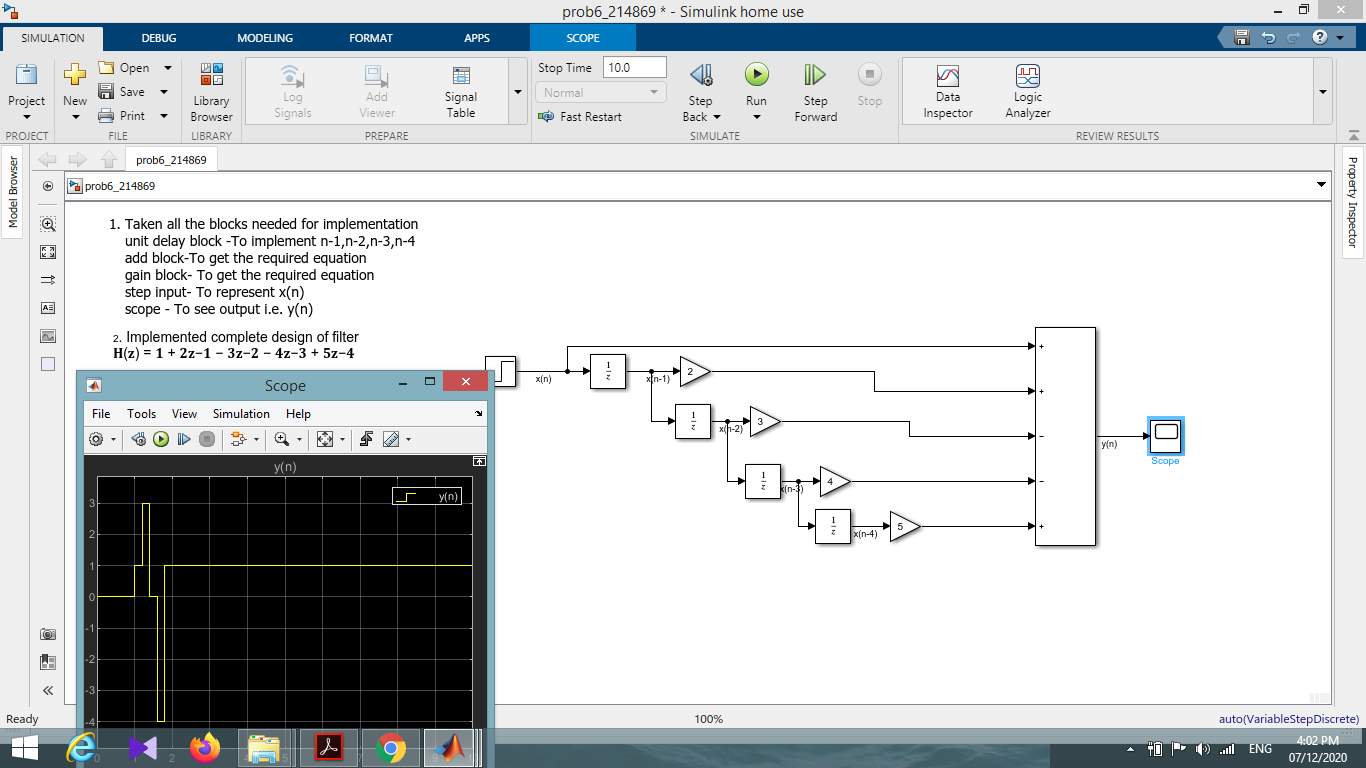 prob6_214869 * - Simulink home use
SIMULATION DEBUG MODELING FORMAT APPS SCOPE
Project
New
Open
Save
Print
Library Browser
Log Signals
Add Viewer
Signal Table
Stop Time 10.0
Normal
Fast Restart
Step Back
Run
Step Forward
Stop
Data Inspector
Logic Analyzer
PROJECT FILE LIBRARY PREPARE SIMULATE REVIEW RESULTS
Model Browser
prob6_214869
prob6_214869
Property Inspector
1. Taken all the blocks needed for implementation
unit delay block -To implement n-1,n-2,n-3,n-4
add block-To get the required equation
gain block- To get the required equation
step input- To represent x(n)
scope - To see output i.e. y(n)
2. Implemented complete design of filter
H(z) = 1 + 2z−1 − 3z−2 − 4z−3 + 5z−4
x(n)
1
z
x(n-1)
2
1
z
x(n-2)
3
1
z
x(n-3)
4
1
z
x(n-4)
5
+
+
−
−
+
y(n)
Scope
Scope
File Tools View Simulation Help
y(n)
y(n)
3
2
1
0
-1
-2
-3
-4
Ready
100%
auto(VariableStepDiscrete)
ENG
4:02 PM
07/12/2020